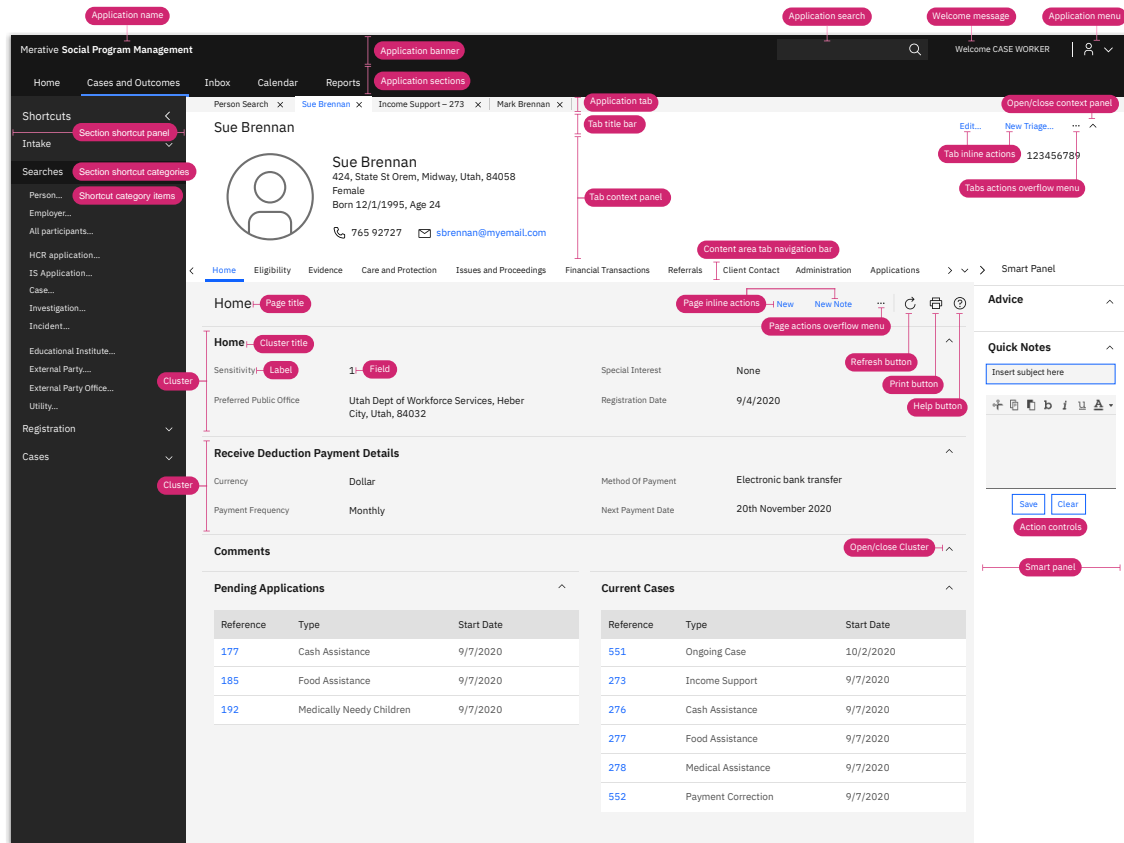 Application name
Application search
Welcome message
Application menu
Merative Social Program Management
Application banner
Welcome CASE WORKER
Home
Cases and Outcomes
Inbox
Calendar
Reports
Application sections
Person Search
Sue Brennan
Income Support – 273
Mark Brennan
Application tab
Open/close context panel
Shortcuts
Section shortcut panel
Intake
Searches
Section shortcut categories
Person...
Shortcut category items
Employer...
All participants...
HCR application...
IS Application...
Case...
Investigation...
Incident...
Educational Institute...
External Party....
External Party Office...
Utility...
Registration
Cases
Sue Brennan
Tab title bar
Edit...
New Triage...
...
Tab inline actions
123456789
Tabs actions overflow menu
Sue Brennan
424, State St Orem, Midway, Utah, 84058
Female
Born 12/1/1995, Age 24
765 92727
sbrennan@myemail.com
Tab context panel
Content area tab navigation bar
Home
Eligibility
Evidence
Care and Protection
Issues and Proceedings
Financial Transactions
Referrals
Client Contact
Administration
Applications
Smart Panel
Home
Page title
Page inline actions
New
New Note
...
Page actions overflow menu
Refresh button
Print button
Help button
Cluster
Home
Cluster title
Sensitivity
Label
1
Field
Special Interest
None
Preferred Public Office
Utah Dept of Workforce Services, Heber
City, Utah, 84032
Registration Date
9/4/2020
Cluster
Receive Deduction Payment Details
Currency
Dollar
Method Of Payment
Electronic bank transfer
Payment Frequency
Monthly
Next Payment Date
20th November 2020
Comments
Open/close Cluster
Pending Applications
Reference Type Start Date
177 Cash Assistance 9/7/2020
185 Food Assistance 9/7/2020
192 Medically Needy Children 9/7/2020
Current Cases
Reference Type Start Date
551 Ongoing Case 10/2/2020
273 Income Support 9/7/2020
276 Cash Assistance 9/7/2020
277 Food Assistance 9/7/2020
278 Medical Assistance 9/7/2020
552 Payment Correction 9/7/2020
Advice
Quick Notes
Insert subject here
b i u A
Save
Clear
Action controls
Smart panel